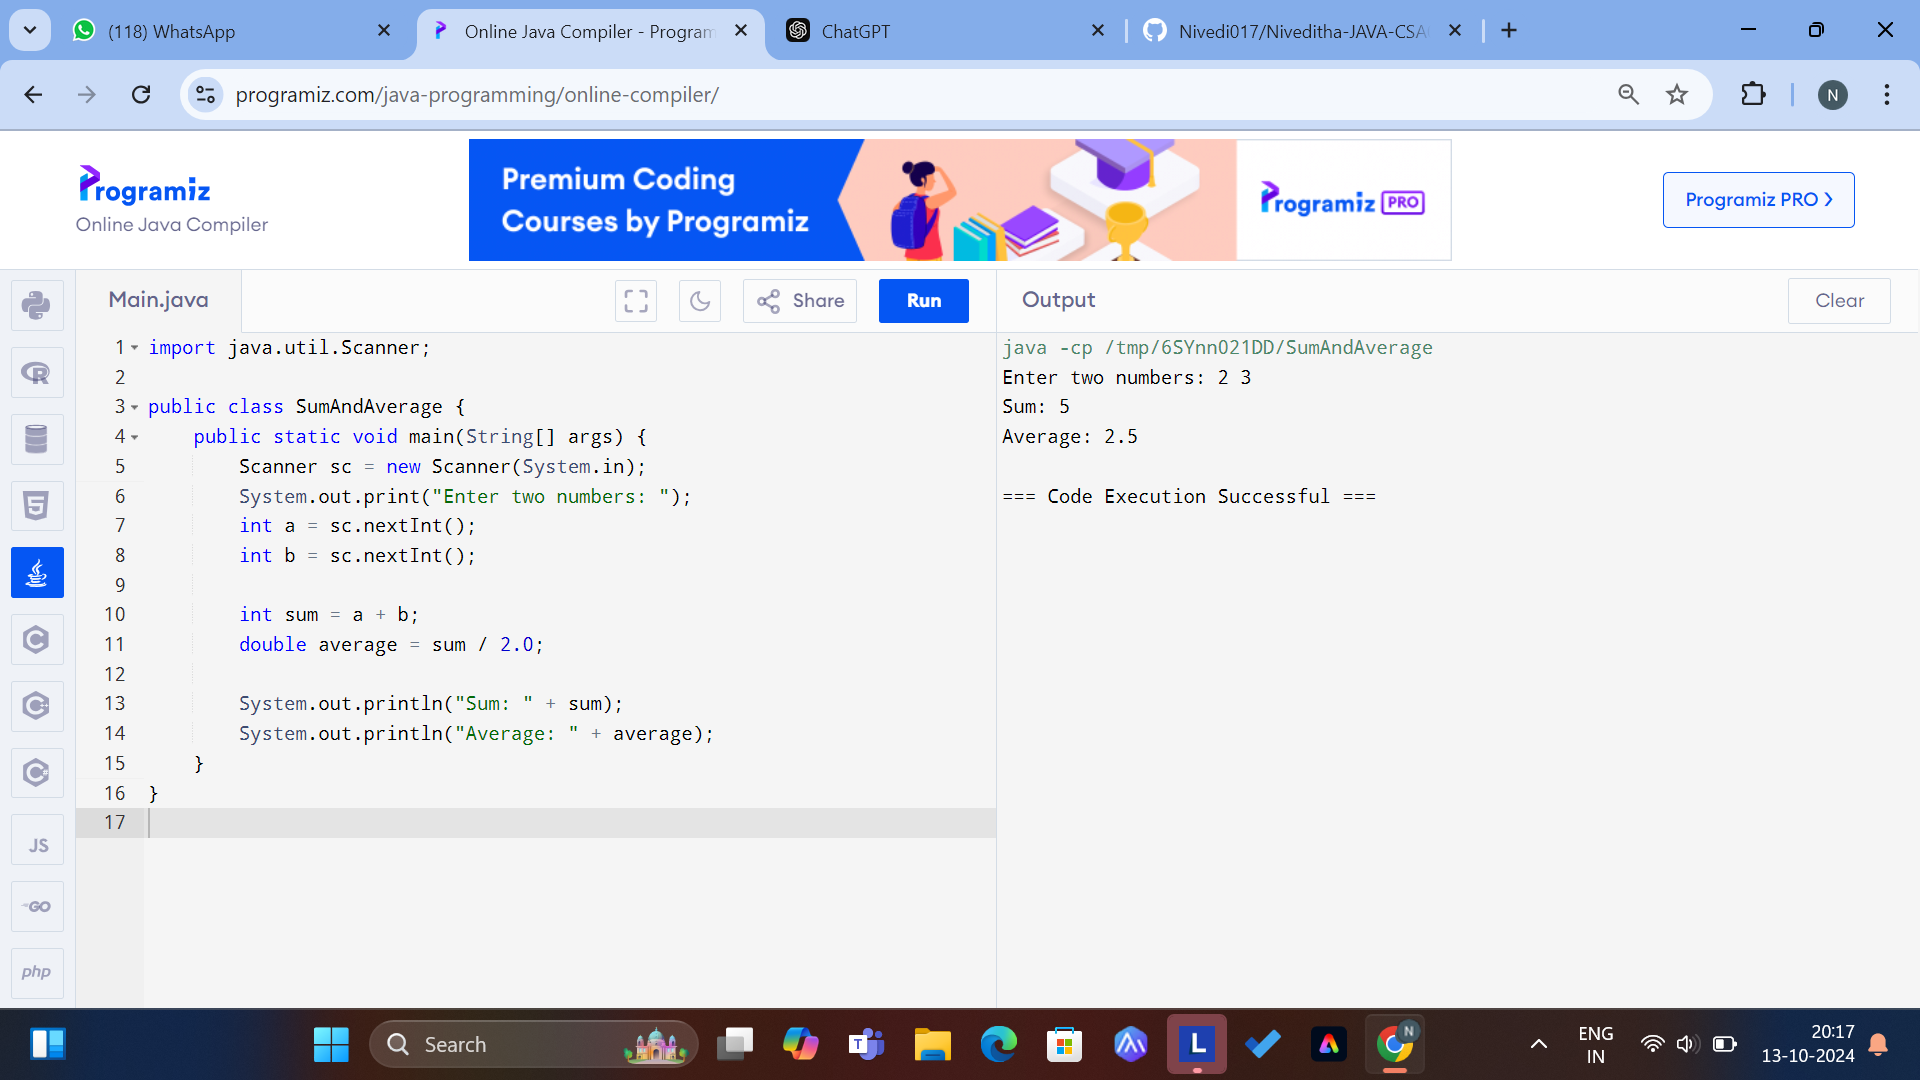 (118) WhatsApp
Online Java Compiler - Program
ChatGPT
Nivedi017/Niveditha-JAVA-CSA
programiz.com/java-programming/online-compiler/
N
Programiz
Online Java Compiler
Premium Coding
Courses by Programiz
Programiz PRO
Programiz PRO ❯
Main.java
Share
Run
Output
Clear
1 import java.util.Scanner;
2
3 public class SumAndAverage {
4 public static void main(String[] args) {
5 Scanner sc = new Scanner(System.in);
6 System.out.print("Enter two numbers: ");
7 int a = sc.nextInt();
8 int b = sc.nextInt();
9
10 int sum = a + b;
11 double average = sum / 2.0;
12
13 System.out.println("Sum: " + sum);
14 System.out.println("Average: " + average);
15 }
16 }
17
java -cp /tmp/6SYnn021DD/SumAndAverage
Enter two numbers: 2 3
Sum: 5
Average: 2.5
=== Code Execution Successful ===
JS
GO
php
Search
ENG
IN
20:17
13-10-2024